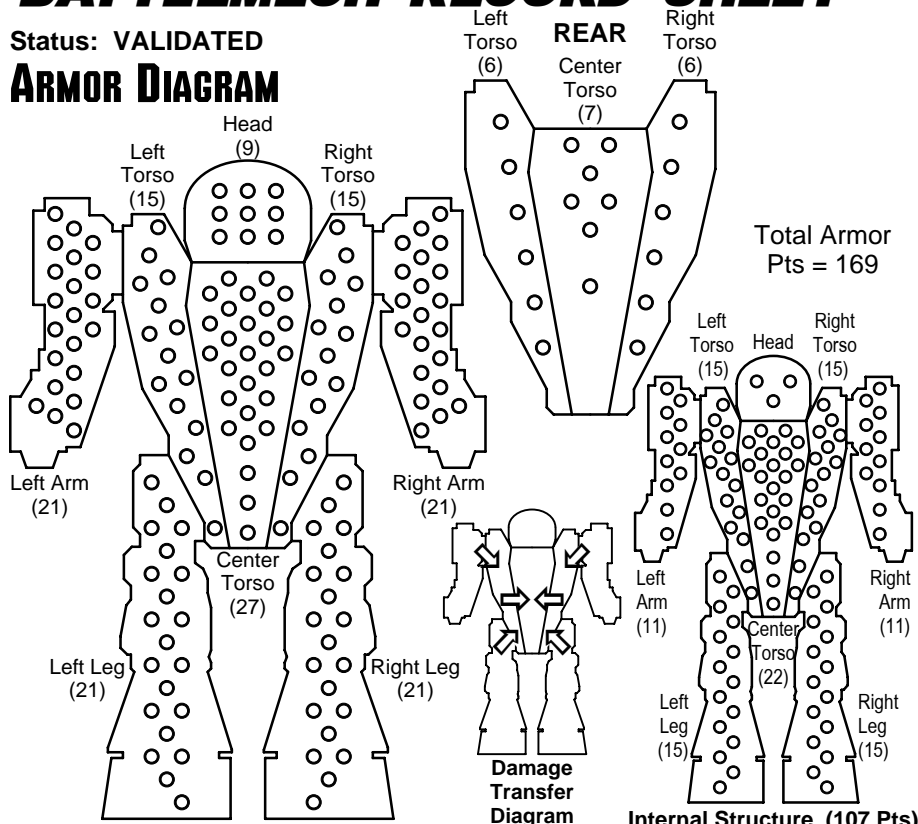 BATTLEMECH RECORD SHEET
Status: VALIDATED
ARMOR DIAGRAM
Left
Torso
(15)
Head
(9)
Right
Torso
(15)
Left Arm
(21)
Right Arm
(21)
Center
Torso
(27)
Left Leg
(21)
Right Leg
(21)
Left
Torso
(6)
REAR
Center
Torso
(7)
Right
Torso
(6)
Total Armor
Pts = 169
Damage
Transfer
Diagram
Left
Torso
(15)
Head
Right
Torso
(15)
Left
Arm
(11)
Right
Arm
(11)
Center
Torso
(22)
Left
Leg
(15)
Right
Leg
(15)
Internal Structure (107 Pts)